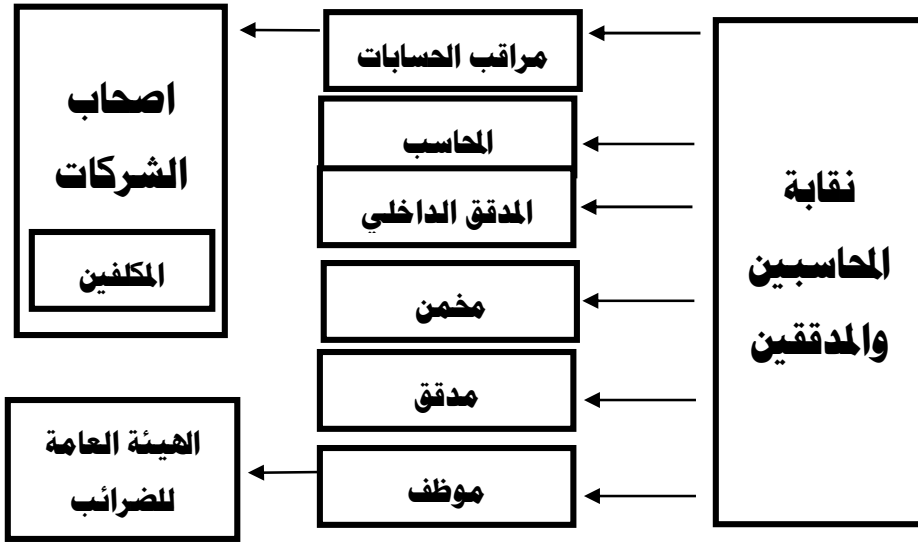 نقابة
المحاسبين
والمدققين
مراقب الحسابات
المحاسب
المدقق الداخلي
مخمن
مدقق
موظف
اصحاب
الشركات
المكلفين
الهيئة العامة
للضرائب